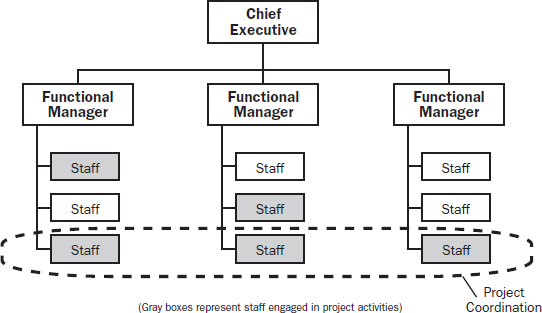 Chief
Executive
Functional
Manager
Functional
Manager
Functional
Manager
Staff
Staff
Staff
Staff
Staff
Staff
Staff
Staff
Staff
Project
Coordination
(Gray boxes represent staff engaged in project activities)